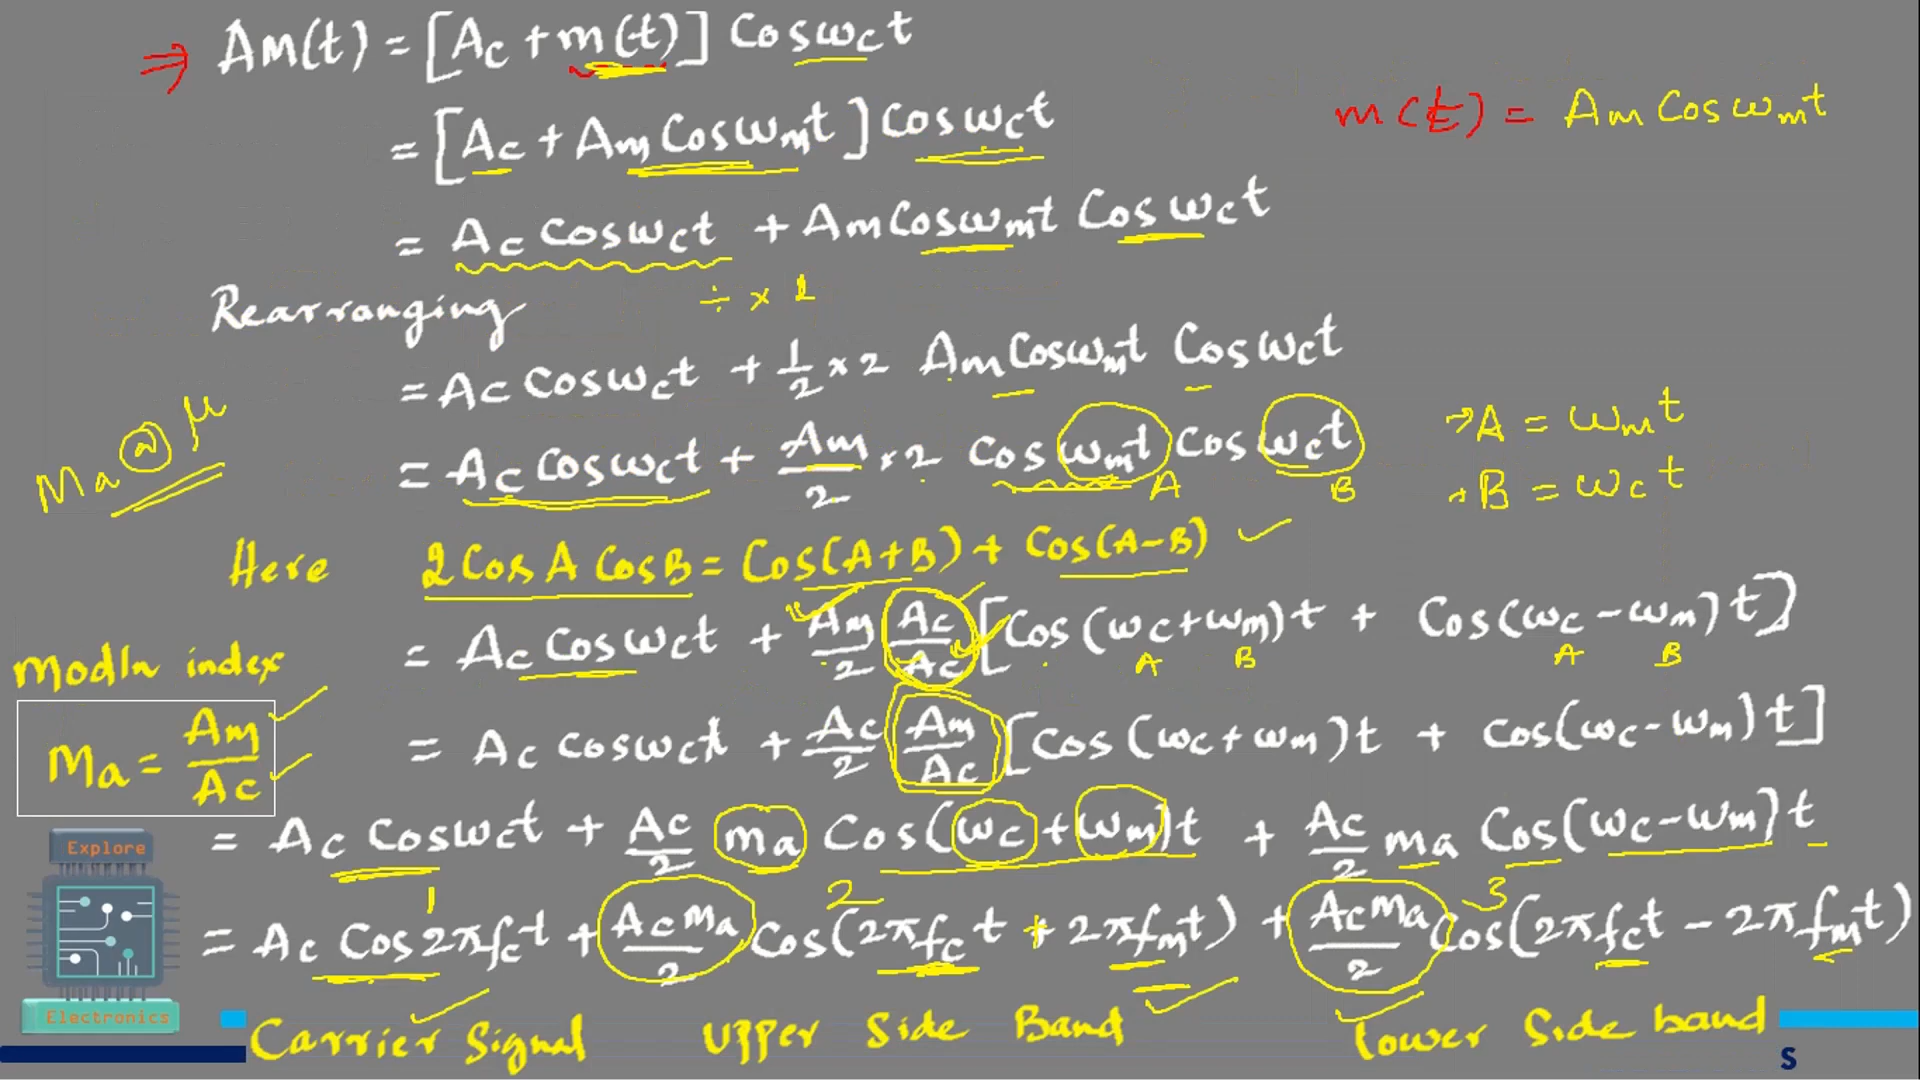 ⇒ Am(t) = [Ac + m(t)] Cosωct
m(t) = Am Cosωmt
= [Ac + Am Cosωmt] Cosωct
= Ac Cosωct + Am Cosωmt Cosωct
÷ x 2
Rearranging
= Ac Cosωct + 1/2 x 2 Am Cosωmt Cosωct
Ma @ μ
= Ac Cosωct + Am/2 x 2 Cos ωmt Cos ωct
A B
→ A = ωmt
→ B = ωct
Here 2CosA CosB = Cos(A+B) + Cos(A-B) ✓
= Ac Cosωct + Am/2 Ac/Ac [Cos(ωc+ωm)t + Cos(ωc-ωm)t]
A B A B
Modln index
Ma = Am/Ac
= Ac cosωct + Ac/2 Am/Ac [Cos(ωc+ωm)t + cos(ωc-ωm)t]
= Ac Cosωct + Ac/2 ma Cos(ωc+ωm)t + Ac/2 ma Cos(ωc-ωm)t
1 2 3
= Ac Cos2πfct + AcMa/2 Cos(2πfct + 2πfmt) + AcMa/2 Cos(2πfct - 2πfmt)
Carrier Signal Upper Side Band Lower Side band
Explore
Electronics
S